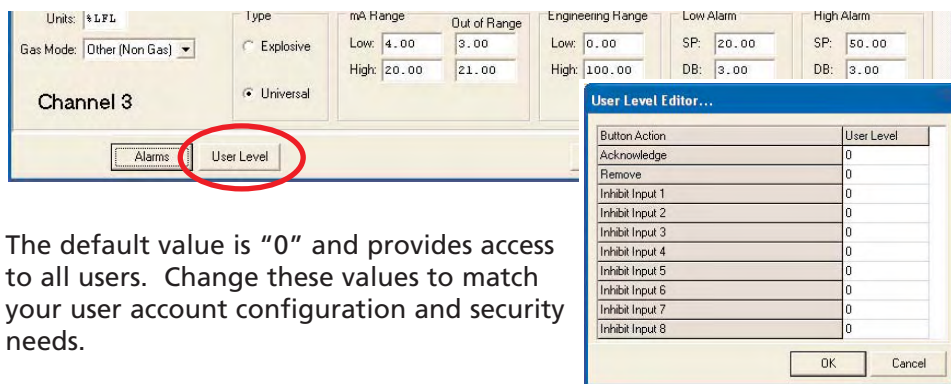 Units: %LFL
Type
mA Range
Out of Range
Engineering Range
Low Alarm
High Alarm
Gas Mode: Other (Non Gas)
Explosive
Low: 4.00 3.00
Low: 0.00
SP: 20.00
SP: 50.00
High: 20.00 21.00
High: 100.00
DB: 3.00
DB: 3.00
Channel 3
Universal
Alarms
User Level
User Level Editor...
Button Action User Level
Acknowledge 0
Remove 0
Inhibit Input 1 0
Inhibit Input 2 0
Inhibit Input 3 0
Inhibit Input 4 0
Inhibit Input 5 0
Inhibit Input 6 0
Inhibit Input 7 0
Inhibit Input 8 0
OK Cancel
The default value is “0” and provides access
to all users. Change these values to match
your user account configuration and security
needs.